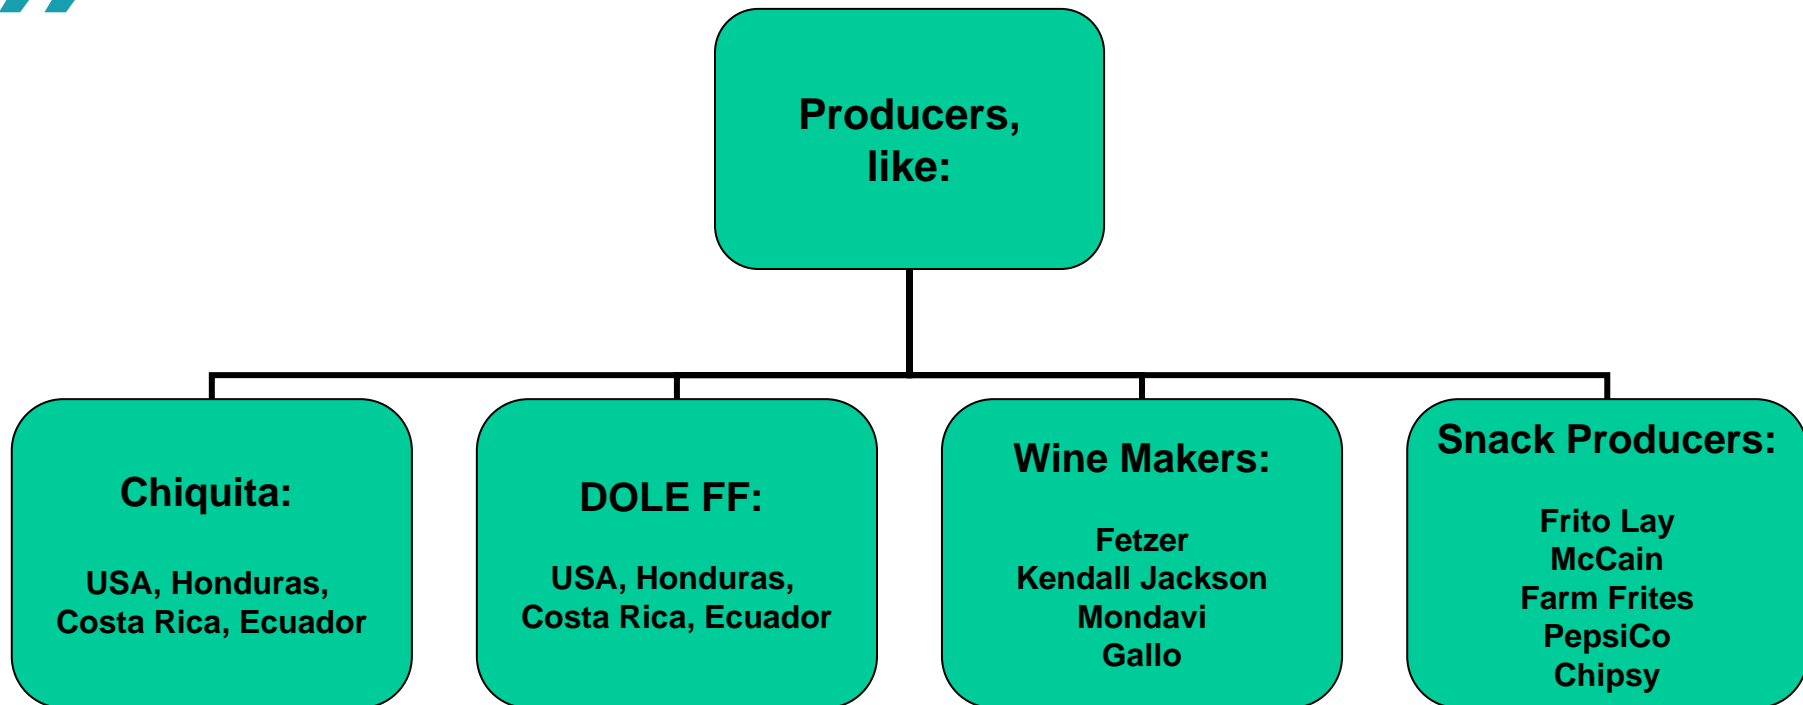 Producers,
like:
Chiquita:
USA, Honduras,
Costa Rica, Ecuador
DOLE FF:
USA, Honduras,
Costa Rica, Ecuador
Wine Makers:
Fetzer
Kendall Jackson
Mondavi
Gallo
Snack Producers:
Frito Lay
McCain
Farm Frites
PepsiCo
Chipsy